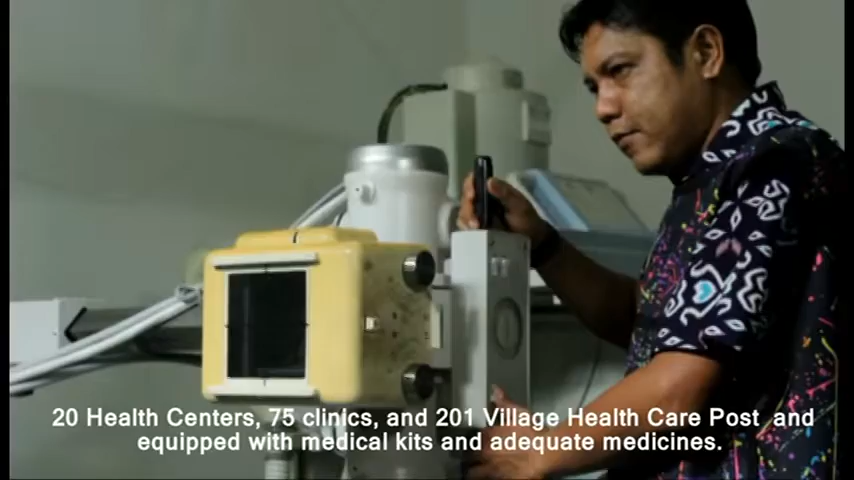 20 Health Centers, 75 clinics, and 201 Village Health Care Post and
equipped with medical kits and adequate medicines.